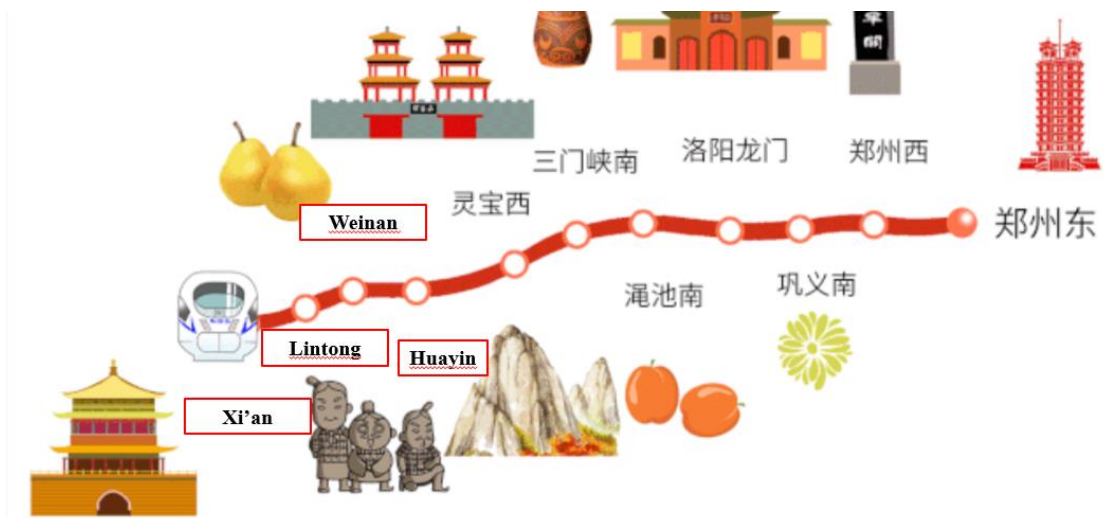 三门峡南
洛阳龙门
郑州西
灵宝西
Weinan
郑州东
渑池南
巩义南
Lintong
Huayin
Xi’an